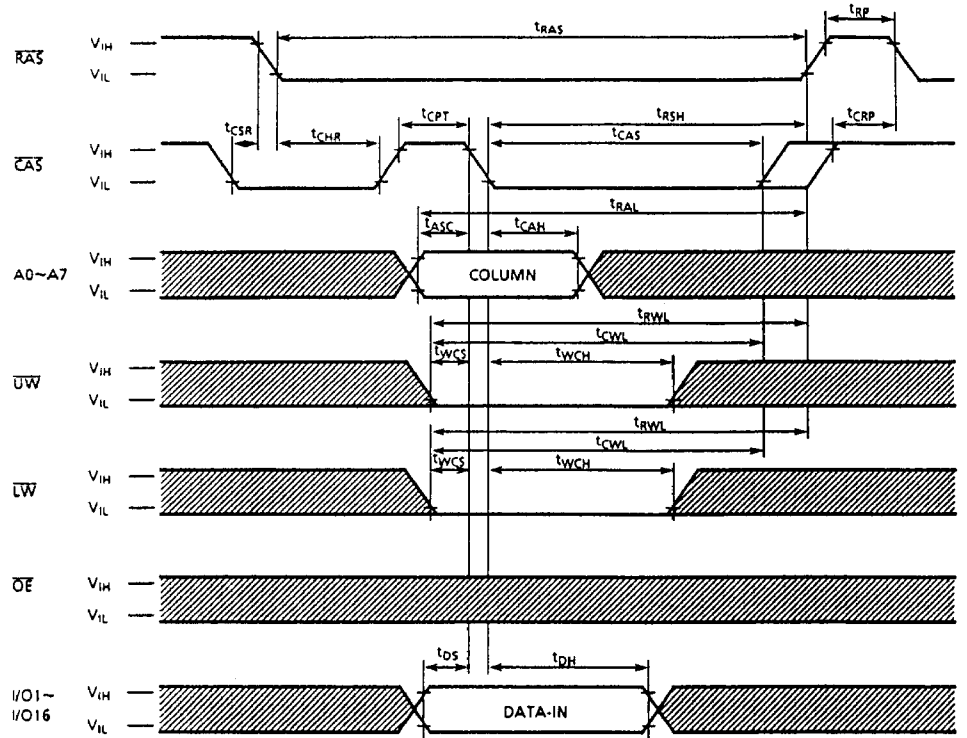 tRAS
tRP
RAS
VIH
VIL
tCSR
tCHR
tCPT
tRSH
tCAS
tCRP
CAS
VIH
VIL
tRAL
tASC
tCAH
A0~A7
VIH
VIL
COLUMN
tRWL
tCWL
tWCS
tWCH
UW
VIH
VIL
tRWL
tCWL
tWCS
tWCH
LW
VIH
VIL
OE
VIH
VIL
tDS
tDH
I/O1~
I/O16
VIH
VIL
DATA-IN